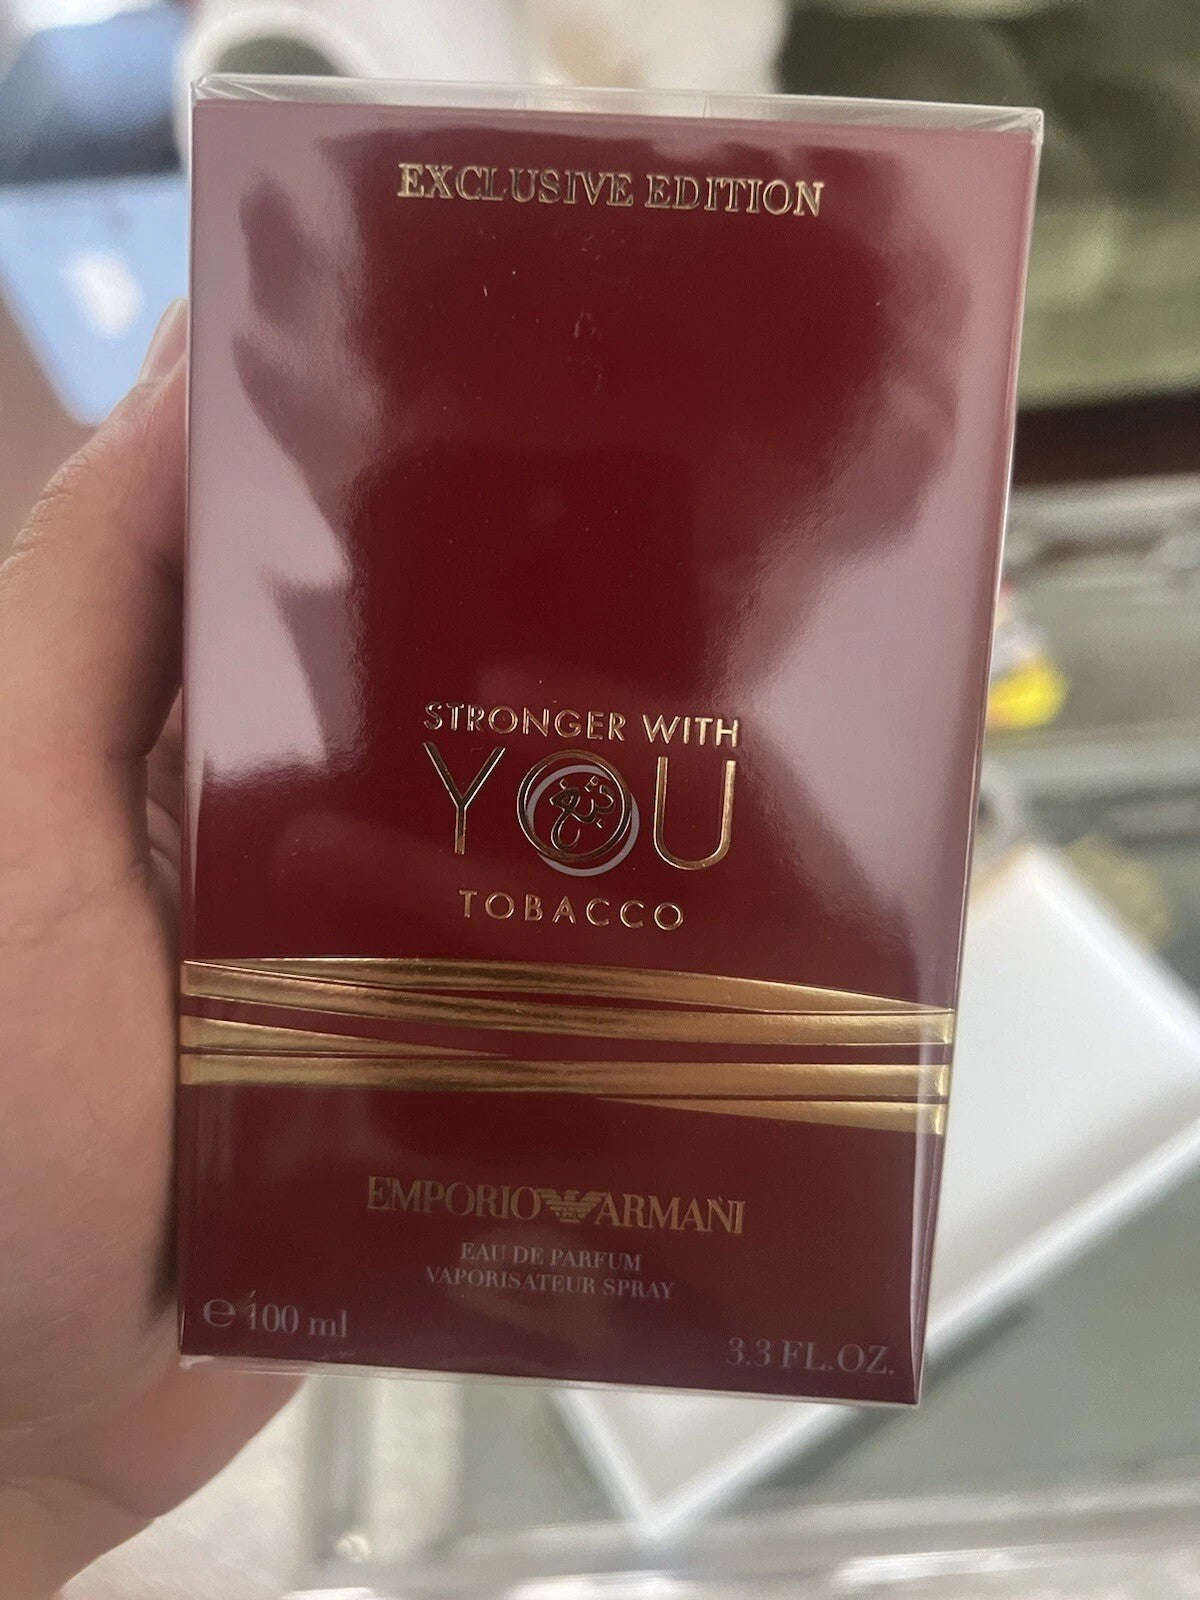 EXCLUSIVE EDITION
STRONGER WITH
YOU
تبغ
TOBACCO
EMPORIO ARMANI
EAU DE PARFUM
VAPORISATEUR SPRAY
℮ 100 ml
3.3 FL.OZ.